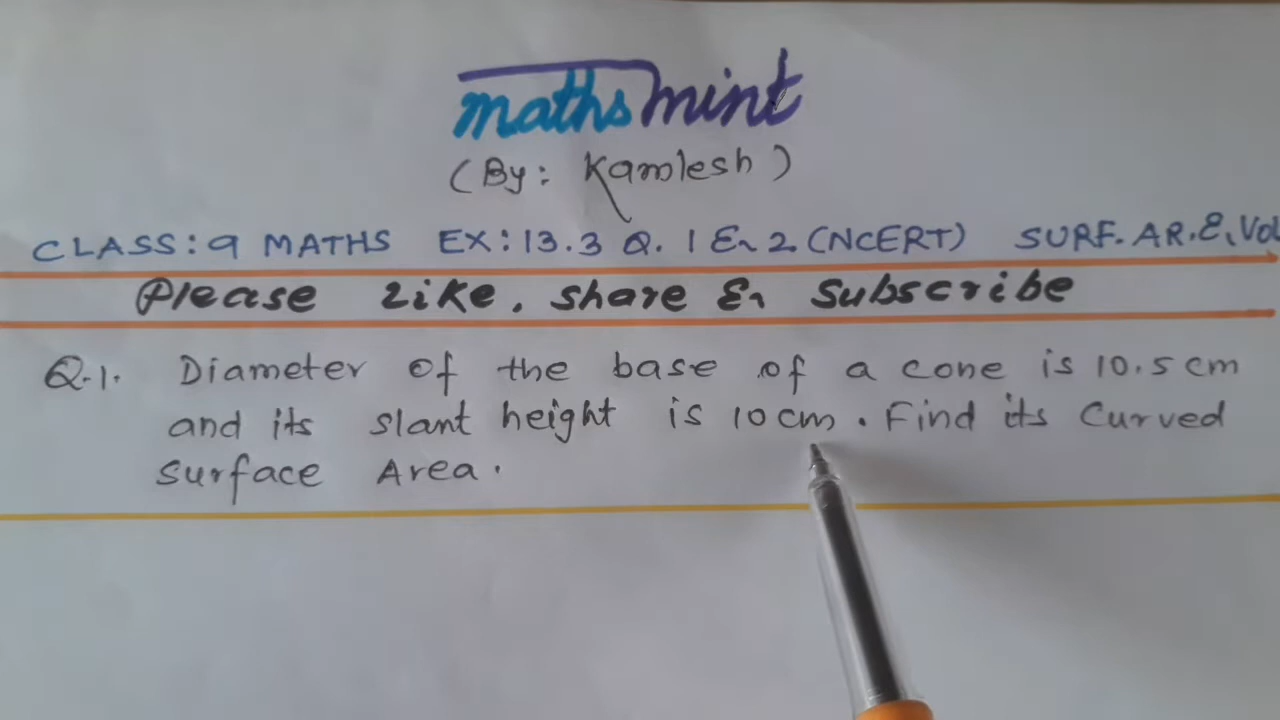 maths mint
(By: Kamlesh)
CLASS: 9 MATHS EX: 13.3 Q. 1 & 2 (NCERT) SURF. AR. & Vol
Please Like, Share & Subscribe
Q.1. Diameter of the base of a cone is 10.5 cm
and its slant height is 10 cm. Find its Curved
Surface Area.